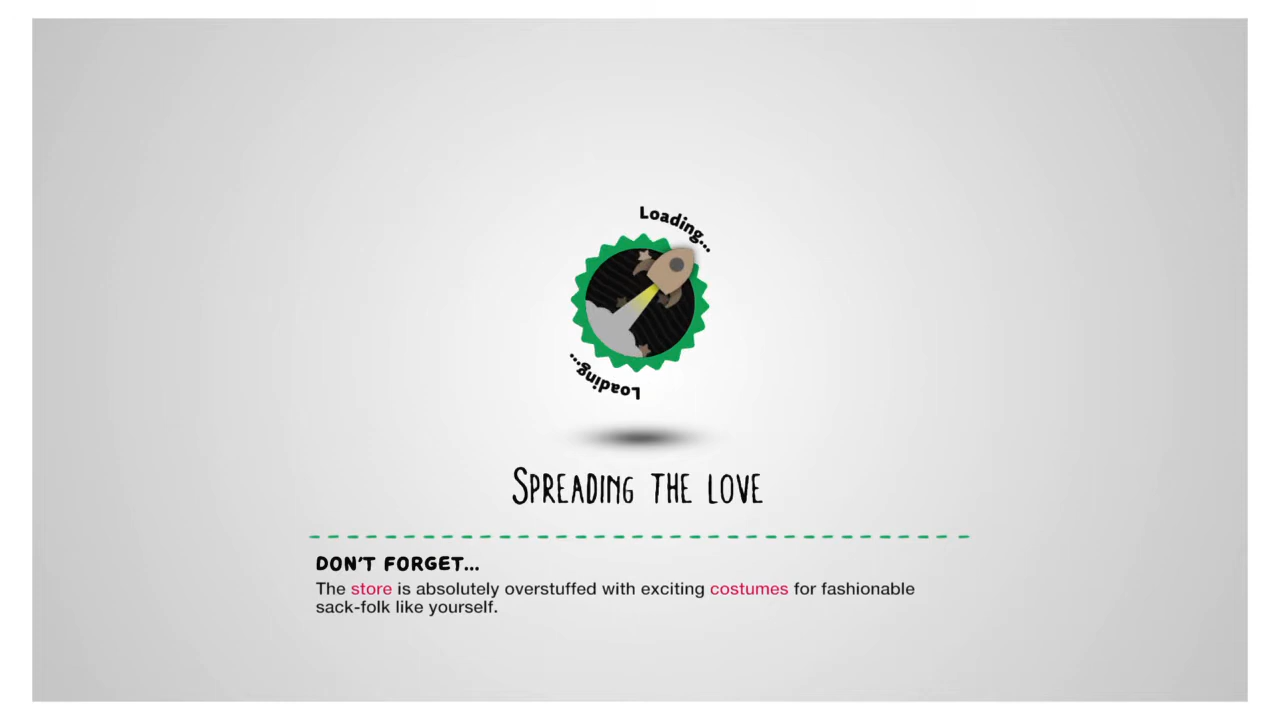 Loading...
Loading...
Spreading the love
DON'T FORGET...
The store is absolutely overstuffed with exciting costumes for fashionable
sack-folk like yourself.